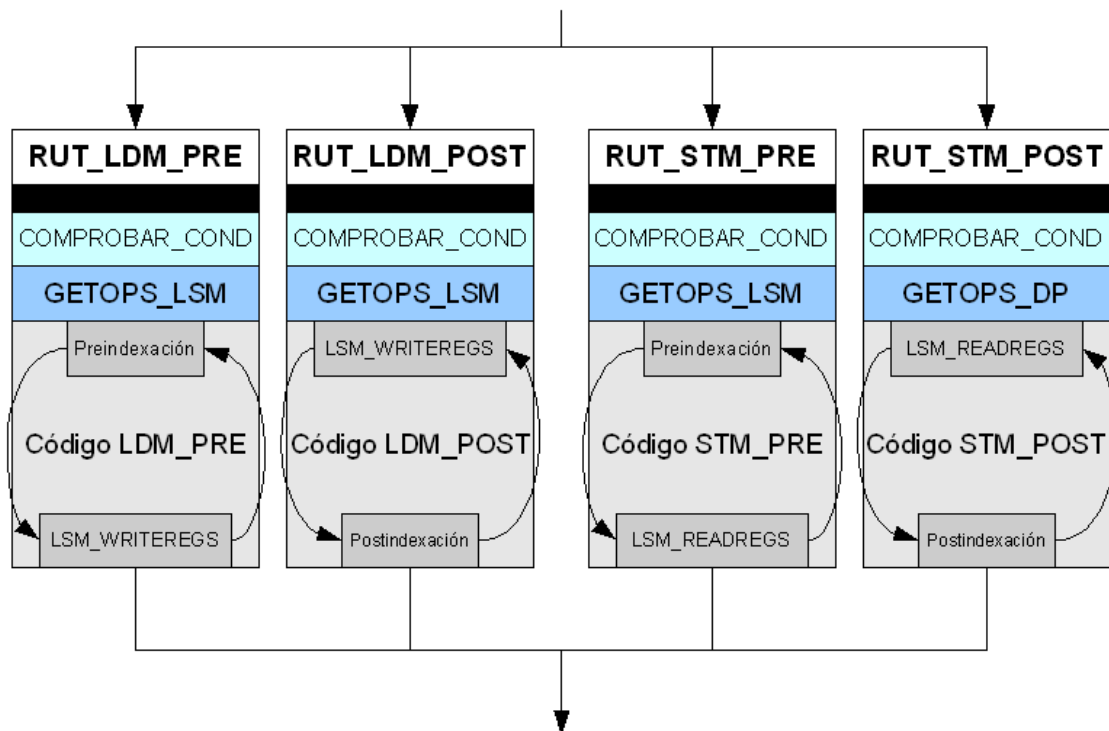 RUT_LDM_PRE
COMPROBAR_COND
GETOPS_LSM
Preindexación
Código LDM_PRE
LSM_WRITEREGS
RUT_LDM_POST
COMPROBAR_COND
GETOPS_LSM
LSM_WRITEREGS
Código LDM_POST
Postindexación
RUT_STM_PRE
COMPROBAR_COND
GETOPS_LSM
Preindexación
Código STM_PRE
LSM_READREGS
RUT_STM_POST
COMPROBAR_COND
GETOPS_DP
LSM_READREGS
Código STM_POST
Postindexación